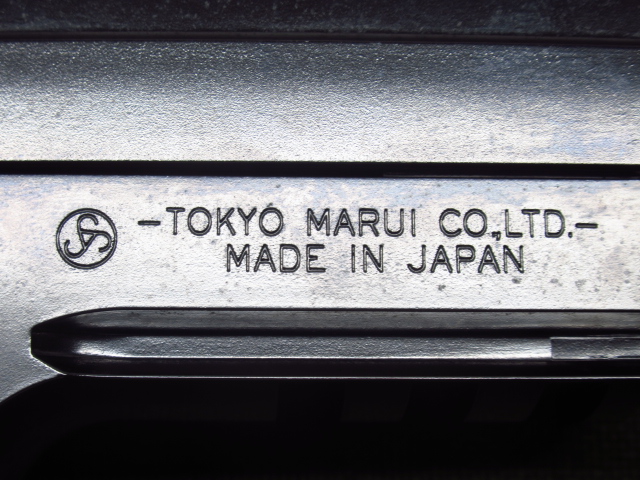 -TOKYO MARUI CO.,LTD.-
MADE IN JAPAN